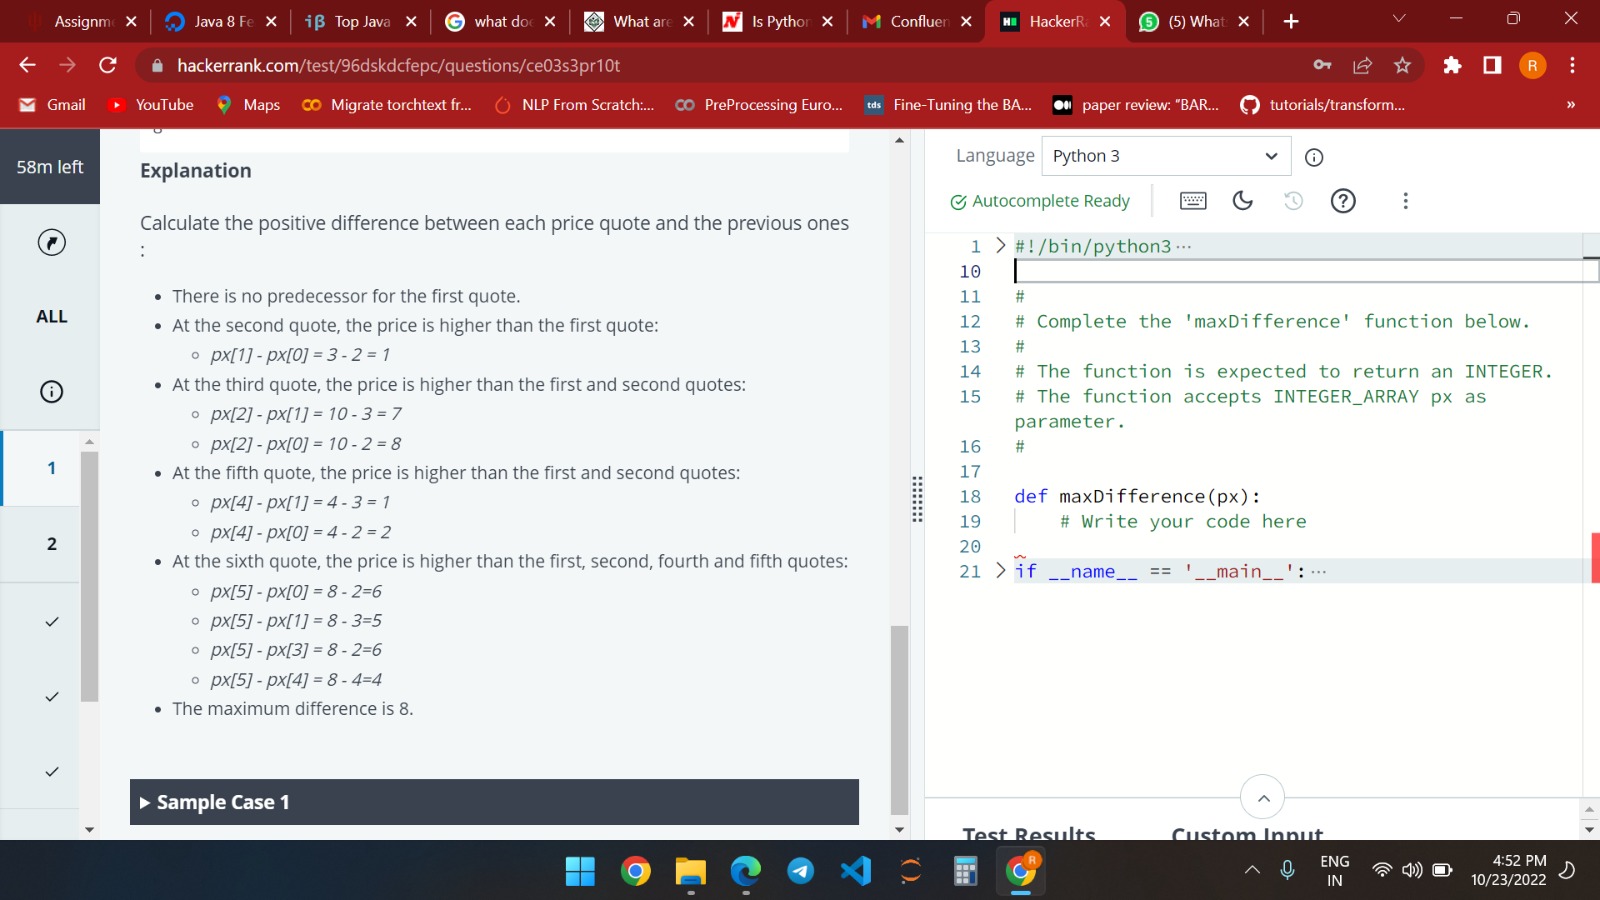 Assignme
Java 8 Fe
Top Java
what doe
What are
Is Python
Confluen
HackerRa
(5) What
hackerrank.com/test/96dskdcfepc/questions/ce03s3pr10t
R
Gmail
YouTube
Maps
Migrate torchtext fr...
NLP From Scratch:...
PreProcessing Euro...
tds
Fine-Tuning the BA...
paper review: "BAR...
tutorials/transform...
»
58m left
ALL
1
2
Explanation
Calculate the positive difference between each price quote and the previous ones
:
• There is no predecessor for the first quote.
• At the second quote, the price is higher than the first quote:
px[1] - px[0] = 3 - 2 = 1
• At the third quote, the price is higher than the first and second quotes:
px[2] - px[1] = 10 - 3 = 7
px[2] - px[0] = 10 - 2 = 8
• At the fifth quote, the price is higher than the first and second quotes:
px[4] - px[1] = 4 - 3 = 1
px[4] - px[0] = 4 - 2 = 2
• At the sixth quote, the price is higher than the first, second, fourth and fifth quotes:
px[5] - px[0] = 8 - 2=6
px[5] - px[1] = 8 - 3=5
px[5] - px[3] = 8 - 2=6
px[5] - px[4] = 8 - 4=4
• The maximum difference is 8.
Sample Case 1
Language
Python 3
Autocomplete Ready
1 #!/bin/python3 ...
10
11 #
12 # Complete the 'maxDifference' function below.
13 #
14 # The function is expected to return an INTEGER.
15 # The function accepts INTEGER_ARRAY px as
parameter.
16 #
17
18 def maxDifference(px):
19 # Write your code here
20
21 if __name__ == '__main__': ...
Test Results
Custom Input
R
ENG
IN
4:52 PM
10/23/2022